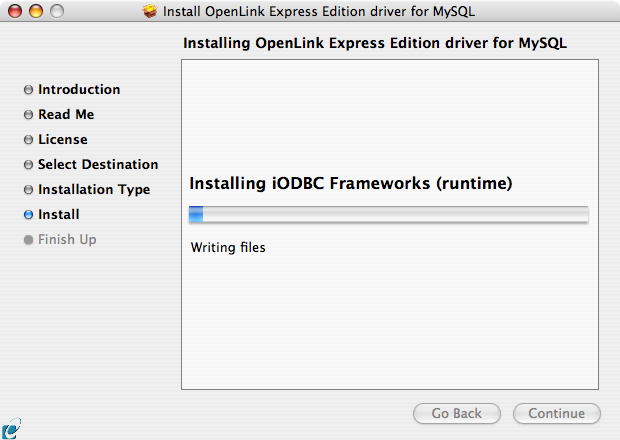 Install OpenLink Express Edition driver for MySQL
Installing OpenLink Express Edition driver for MySQL
Introduction
Read Me
License
Select Destination
Installation Type
Install
Finish Up
Installing iODBC Frameworks (runtime)
Writing files
Go Back
Continue